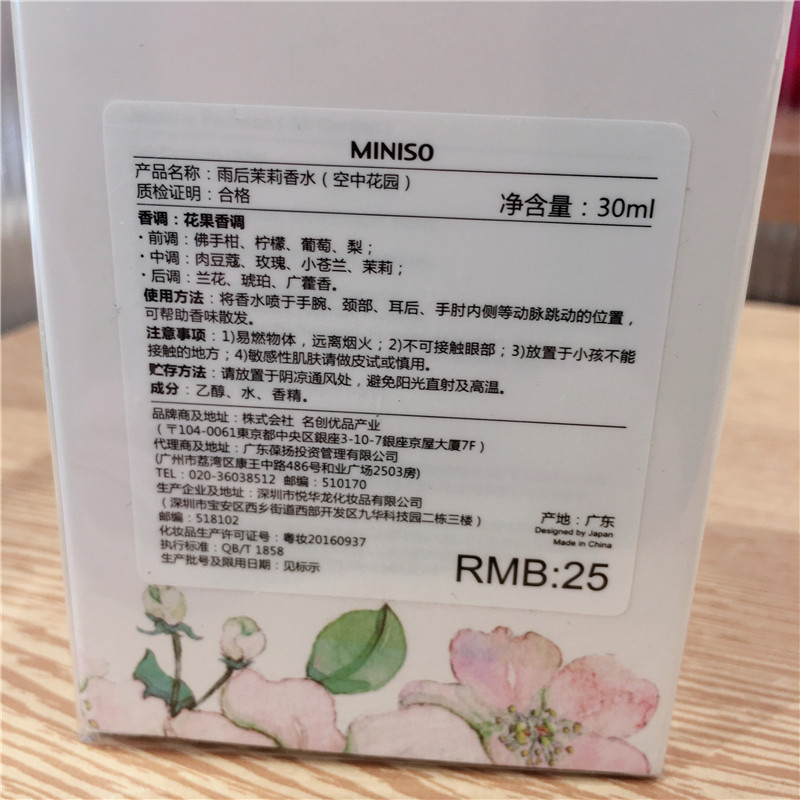 MINISO
产品名称：雨后茉莉香水（空中花园）
质检证明：合格
净含量：30ml
香调：花果香调
·前调：佛手柑、柠檬、葡萄、梨；
·中调：肉豆蔻、玫瑰、小苍兰、茉莉；
·后调：兰花、琥珀、广藿香。
使用方法：将香水喷于手腕、颈部、耳后、手肘内侧等动脉跳动的位置，
可帮助香味散发。
注意事项：1)易燃物体，远离烟火；2)不可接触眼部；3)放置于小孩不能
接触的地方；4)敏感性肌肤请做皮试或慎用。
贮存方法：请放置于阴凉通风处，避免阳光直射及高温。
成分：乙醇、水、香精。
品牌商及地址：株式会社 名创优品产业
（〒104-0061東京都中央区銀座3-10-7銀座京屋大厦7F）
代理商及地址：广东葆扬投资管理有限公司
(广州市荔湾区康王中路486号和业广场2503房)
TEL：020-36038512 邮编：510170
生产企业及地址：深圳市悦华龙化妆品有限公司
（深圳市宝安区西乡街道西部开发区九华科技园二栋三楼）
邮编：518102
化妆品生产许可证号：粤妆20160937
执行标准：QB/T 1858
生产批号及限用日期：见标示
产地：广东
Designed by Japan
Made in China
RMB:25